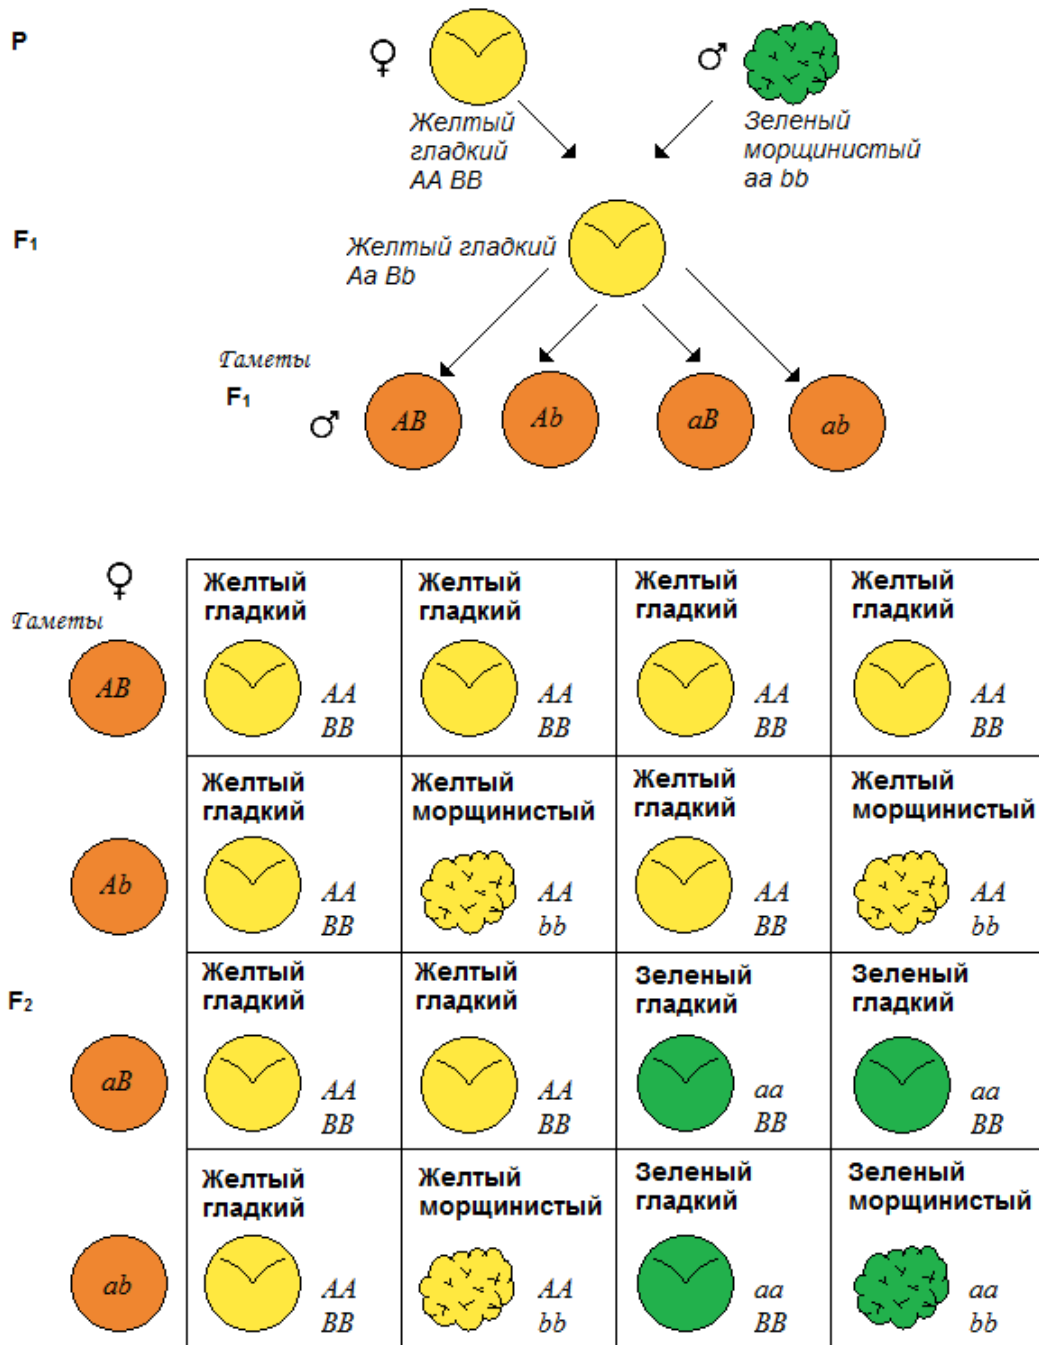 P
♀
♂
Желтый
гладкий
AA BB
Зеленый
морщинистый
aa bb
F₁
Желтый гладкий
Aa Bb
Гаметы
F₁
♂
AB
Ab
aB
ab
♀
Гаметы
Желтый
гладкий
Желтый
гладкий
Желтый
гладкий
Желтый
гладкий
AB
AA
BB
AA
BB
AA
BB
AA
BB
Желтый
гладкий
Желтый
морщинистый
Желтый
гладкий
Желтый
морщинистый
Ab
AA
BB
AA
bb
AA
BB
AA
bb
F₂
Желтый
гладкий
Желтый
гладкий
Зеленый
гладкий
Зеленый
гладкий
aB
AA
BB
AA
BB
aa
BB
aa
BB
Желтый
гладкий
Желтый
морщинистый
Зеленый
гладкий
Зеленый
морщинистый
ab
AA
BB
AA
bb
aa
BB
aa
bb